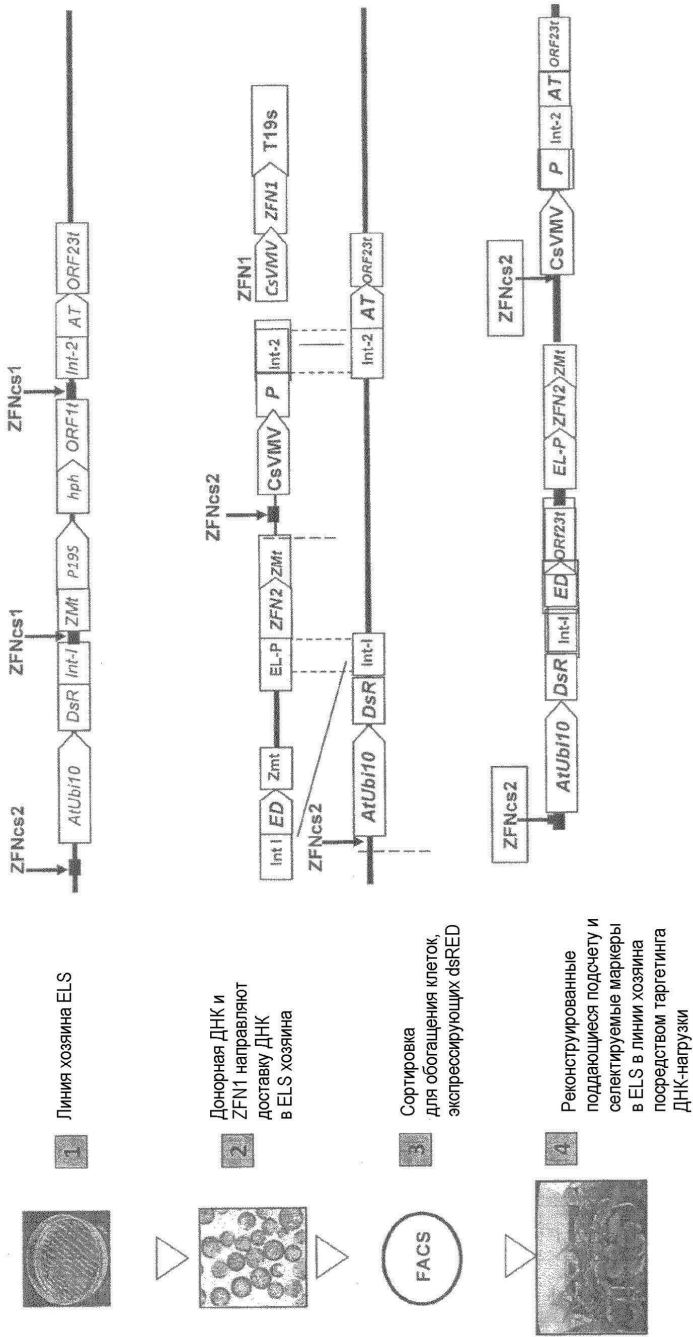 1
Линия хозяина ELS
ZFNcs2
ZFNcs1
ZFNcs1
AtUbi10 DsR Int-I ZMt P19S hph ORF1t Int-2 AT ORF23t
2
Донорная ДНК и
ZFN1 направляют
доставку ДНК
в ELS хозяина
ZFNcs2
ZFN1
Int I ED Zmt EL-P ZFN2 ZMt CsVMV P Int-2 CsVMV ZFN1 T19s
3
FACS
Сортировка
для обогащения клеток,
экспрессирующих dsRED
ZFNcs2
AtUbi10 DsR Int-I Int-2 AT ORF23t
4
Реконструированные
поддающиеся подсчету и
селектируемые маркеры
в ELS в линии хозяина
посредством таргетинга
ДНК-нагрузки
ZFNcs2
ZFNcs2
AtUbi10 DsR Int-I ED ORf23t EL-P ZFN2 ZMt CsVMV P Int-2 AT ORF23t